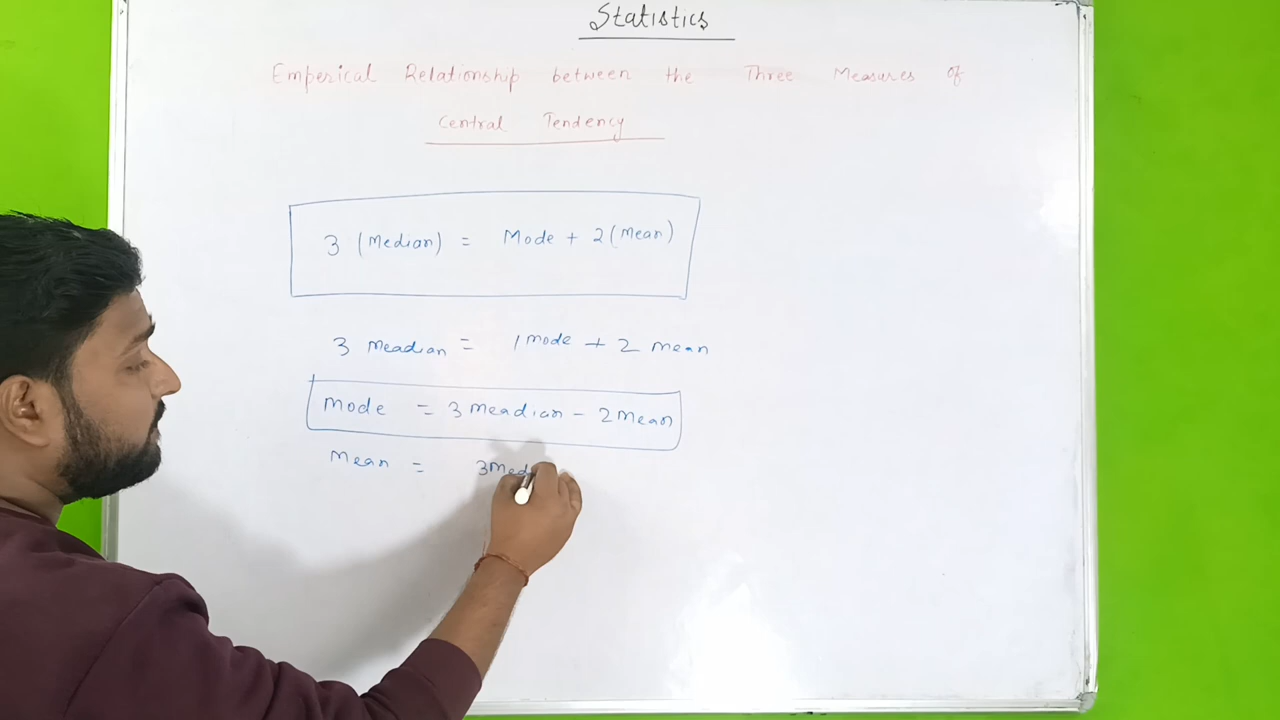 Statistics
Emperical Relationship between the Three Measures of
Central Tendency
3 (Median) = Mode + 2(Mean)
3 Meadian = 1 mode + 2 mean
Mode = 3 Meadian - 2 Mean
Mean = 3 Med